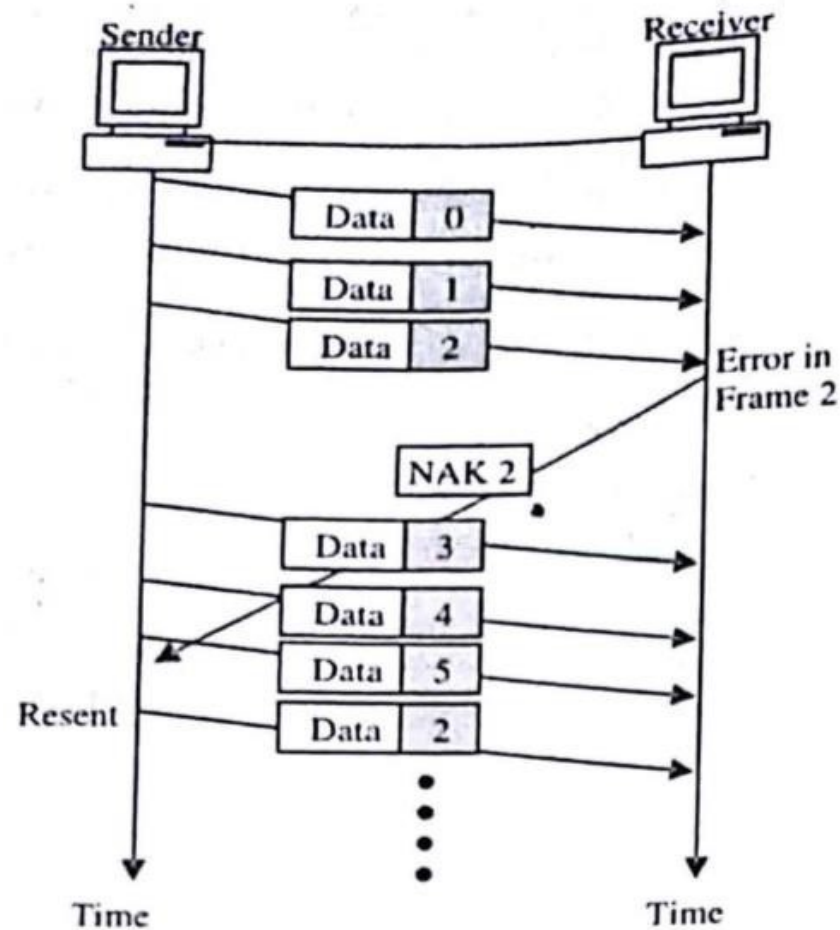 Sender
Receiver
Data 0
Data 1
Data 2
Error in
Frame 2
NAK 2
Data 3
Data 4
Data 5
Resent
Data 2
Time
Time